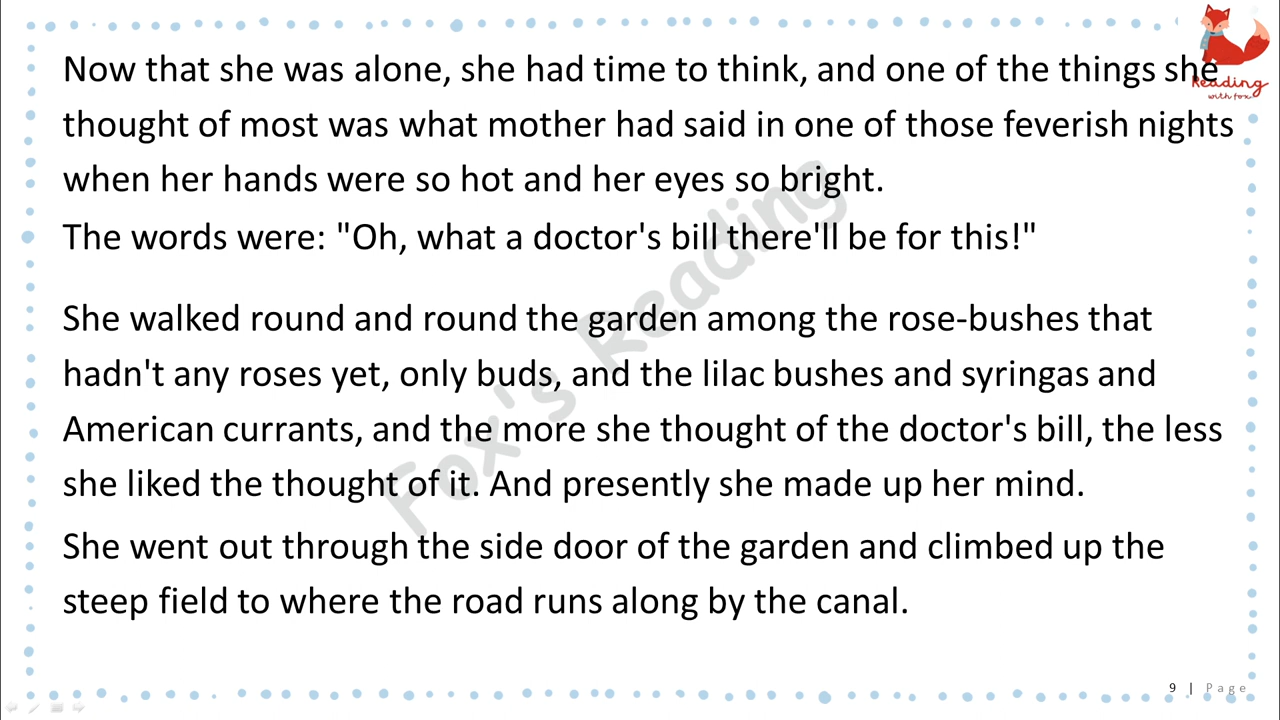 Now that she was alone, she had time to think, and one of the things she
Reading
with fox
thought of most was what mother had said in one of those feverish nights
when her hands were so hot and her eyes so bright.
The words were: "Oh, what a doctor's bill there'll be for this!"
She walked round and round the garden among the rose-bushes that
hadn't any roses yet, only buds, and the lilac bushes and syringas and
American currants, and the more she thought of the doctor's bill, the less
she liked the thought of it. And presently she made up her mind.
She went out through the side door of the garden and climbed up the
steep field to where the road runs along by the canal.
Fox's Reading
9 | Page